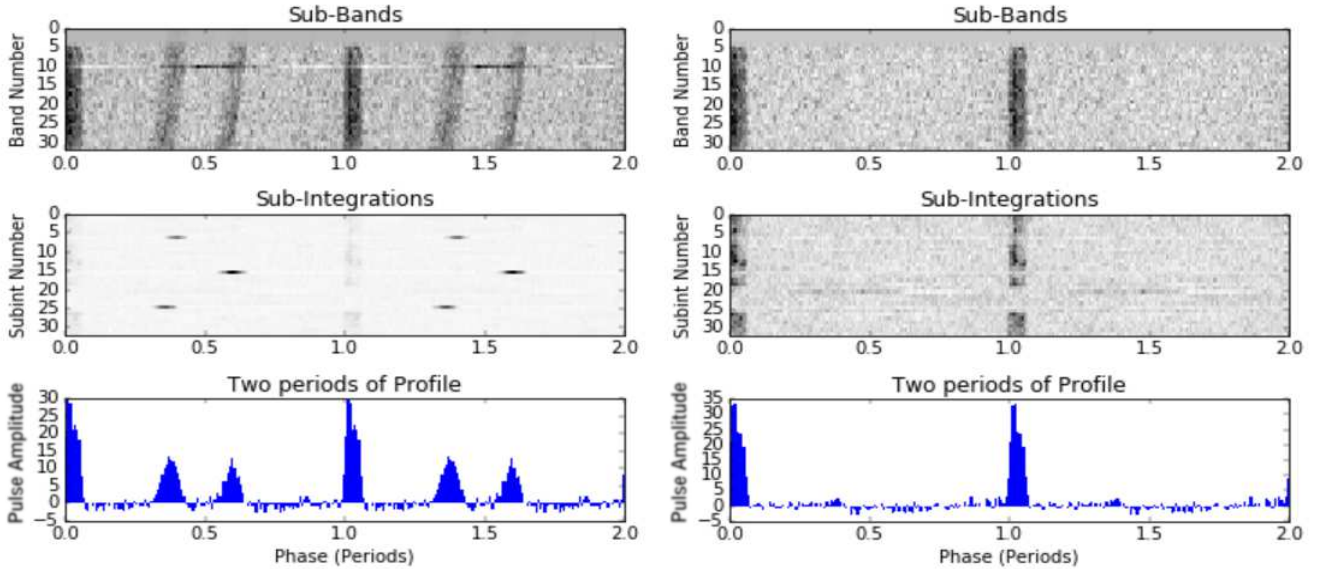 Sub-Bands
Band Number
0
5
10
15
20
25
30
0.0 0.5 1.0 1.5 2.0
Sub-Integrations
Subint Number
0
5
10
15
20
25
30
0.0 0.5 1.0 1.5 2.0
Two periods of Profile
Pulse Amplitude
30
25
20
15
10
5
0
−5
0.0 0.5 1.0 1.5 2.0
Phase (Periods)
Sub-Bands
Band Number
0
5
10
15
20
25
30
0.0 0.5 1.0 1.5 2.0
Sub-Integrations
Subint Number
0
5
10
15
20
25
30
0.0 0.5 1.0 1.5 2.0
Two periods of Profile
Pulse Amplitude
35
30
25
20
15
10
5
0
−5
0.0 0.5 1.0 1.5 2.0
Phase (Periods)